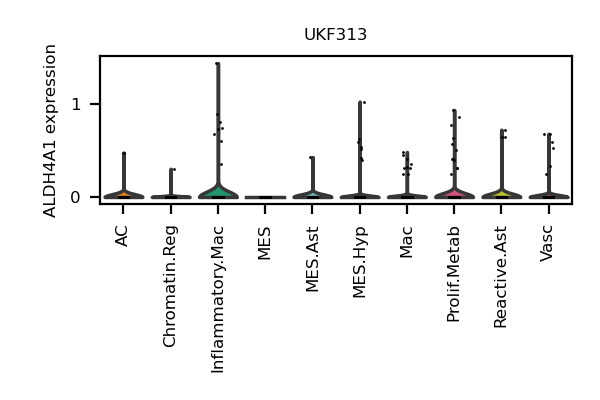 UKF313
ALDH4A1 expression
1
0
AC
Chromatin.Reg
Inflammatory.Mac
MES
MES.Ast
MES.Hyp
Mac
Prolif.Metab
Reactive.Ast
Vasc